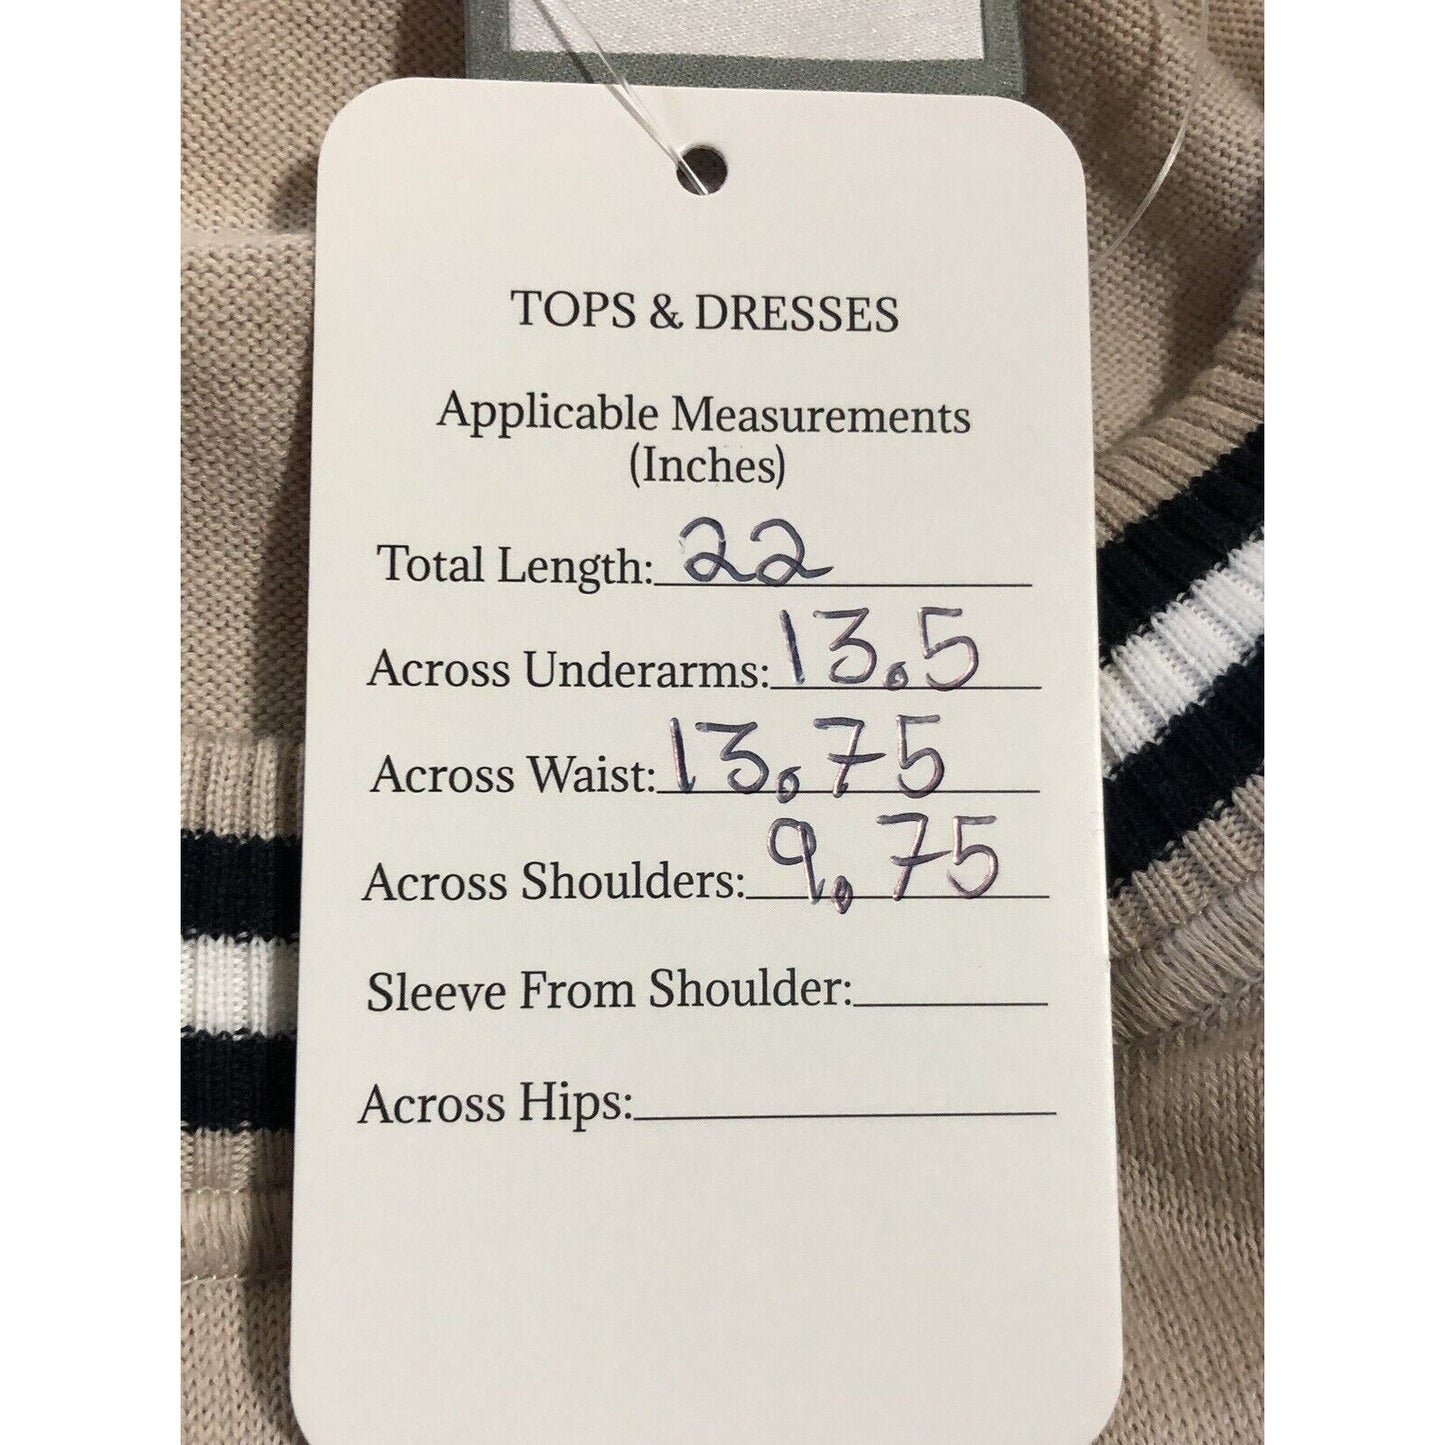 TOPS & DRESSES
Applicable Measurements
(Inches)
Total Length: 22
Across Underarms: 13.5
Across Waist: 13.75
Across Shoulders: 9.75
Sleeve From Shoulder:
Across Hips: